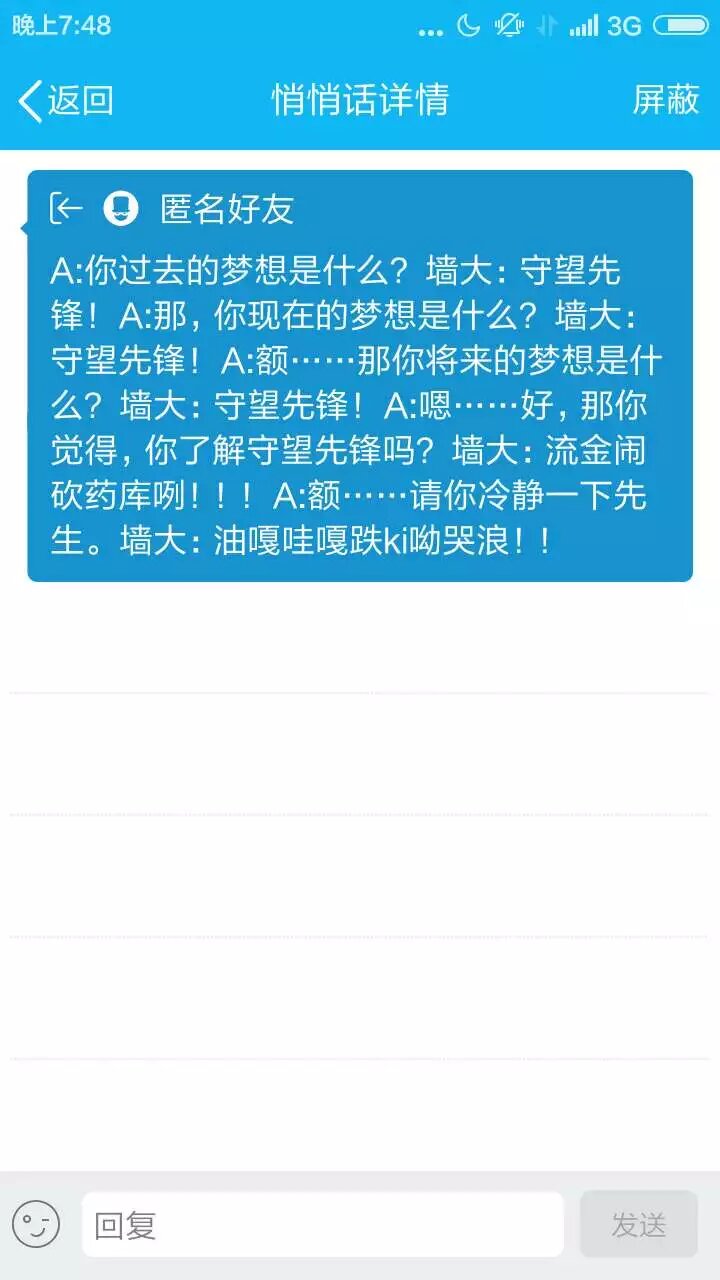 晚上7:48
3G
返回
悄悄话详情
屏蔽
匿名好友
A:你过去的梦想是什么？墙大：守望先
锋！A:那，你现在的梦想是什么？墙大：
守望先锋！A:额……那你将来的梦想是什
么？墙大：守望先锋！A:嗯……好，那你
觉得，你了解守望先锋吗？墙大：流金闹
砍药库咧！！！A:额……请你冷静一下先
生。墙大：油嘎哇嘎跌ki呦哭浪！！
回复
发送